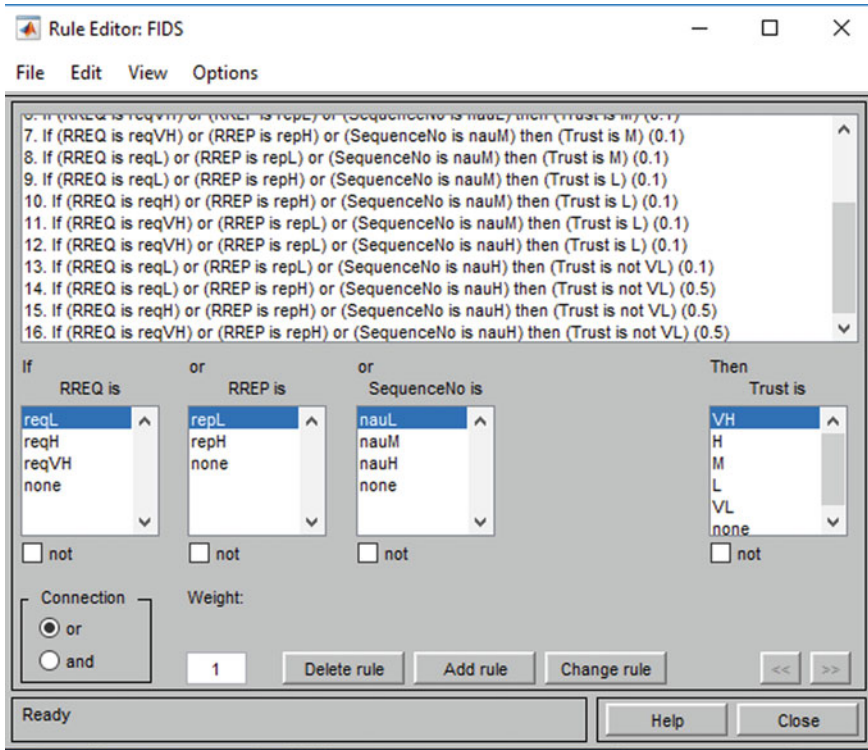 Rule Editor: FIDS
File Edit View Options
7. If (RREQ is reqVH) or (RREP is repH) or (SequenceNo is nauM) then (Trust is M) (0.1)
8. If (RREQ is reqL) or (RREP is repL) or (SequenceNo is nauM) then (Trust is M) (0.1)
9. If (RREQ is reqL) or (RREP is repH) or (SequenceNo is nauM) then (Trust is L) (0.1)
10. If (RREQ is reqH) or (RREP is repH) or (SequenceNo is nauM) then (Trust is L) (0.1)
11. If (RREQ is reqVH) or (RREP is repL) or (SequenceNo is nauM) then (Trust is L) (0.1)
12. If (RREQ is reqVH) or (RREP is repL) or (SequenceNo is nauH) then (Trust is L) (0.1)
13. If (RREQ is reqL) or (RREP is repL) or (SequenceNo is nauH) then (Trust is not VL) (0.1)
14. If (RREQ is reqL) or (RREP is repH) or (SequenceNo is nauH) then (Trust is not VL) (0.5)
15. If (RREQ is reqH) or (RREP is repH) or (SequenceNo is nauH) then (Trust is not VL) (0.5)
16. If (RREQ is reqVH) or (RREP is repH) or (SequenceNo is nauH) then (Trust is not VL) (0.5)
If or or Then
RREQ is RREP is SequenceNo is Trust is
reqL repL nauL VH
reqH repH nauM H
reqVH none nauH M
none none L
VL
none
not not not not
Connection Weight:
or
and 1 Delete rule Add rule Change rule << >>
Ready Help Close